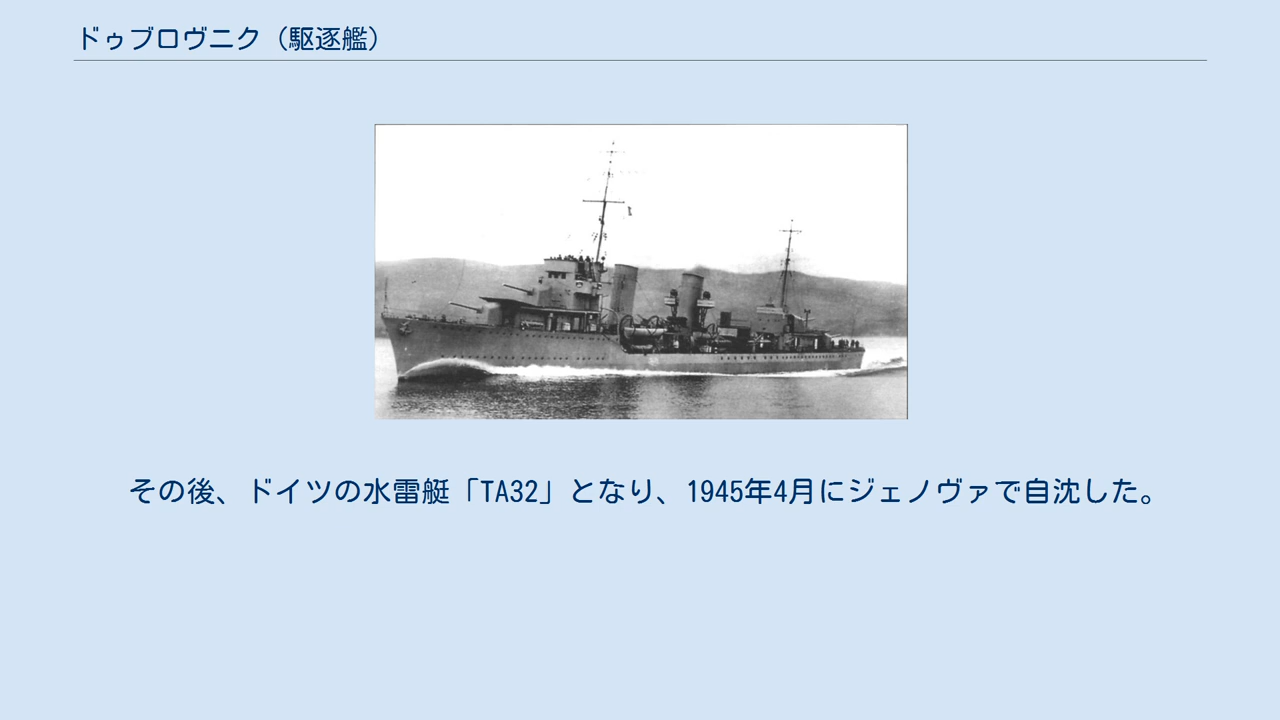 ドゥブロヴニク（駆逐艦）
その後、ドイツの水雷艇「TA32」となり、1945年4月にジェノヴァで自沈した。